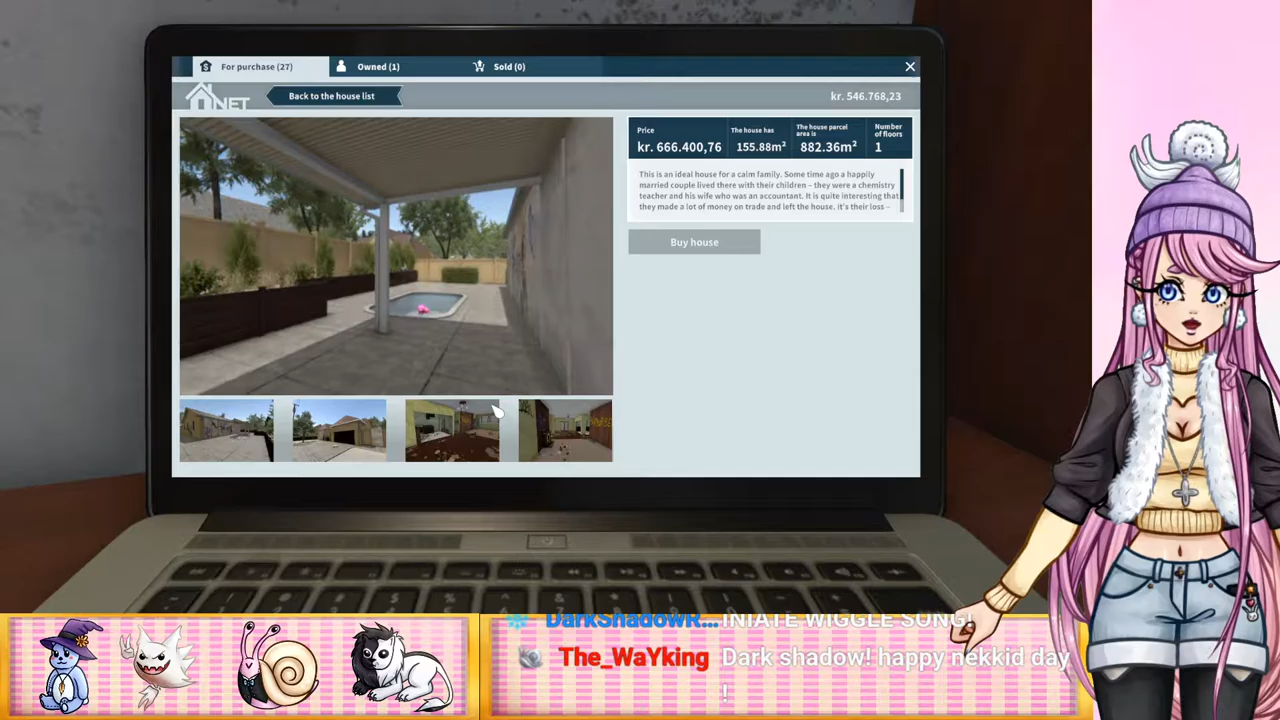 For purchase (27)
Owned (1)
Sold (0)
NET
Back to the house list
kr. 546.768,23
Price
kr. 666.400,76
The house has
155.88m²
The house parcel
area is
882.36m²
Number
of floors
1
This is an ideal house for a calm family. Some time ago a happily
married couple lived there with their children – they were a chemistry
teacher and his wife who was an accountant. It is quite interesting that
they made a lot of money on trade and left the house. It's their loss –
Buy house
DarkShadowR... !NIATE WIGGLE SONG!
The_WaYking Dark shadow! happy nekkid day
!